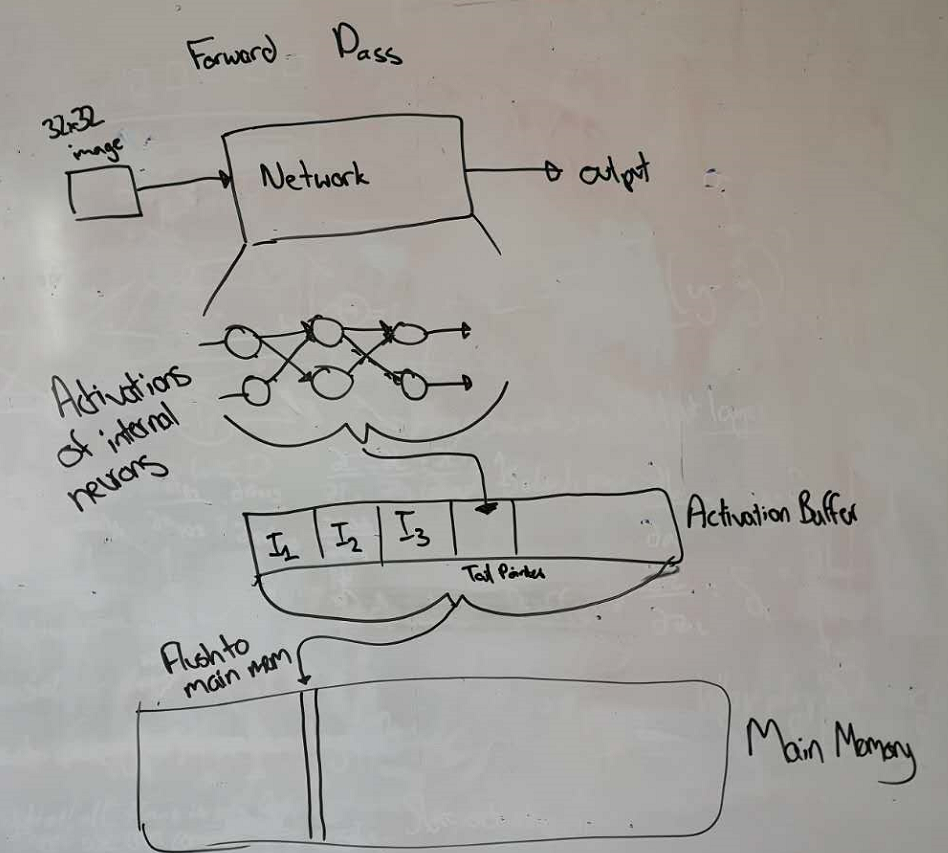 Forward Pass
32x32
image
Network
output
Activations
of internal
neurons
I1 I2 I3
Activation Buffer
Tail Pointer
Flush to
main mem
Main Memory